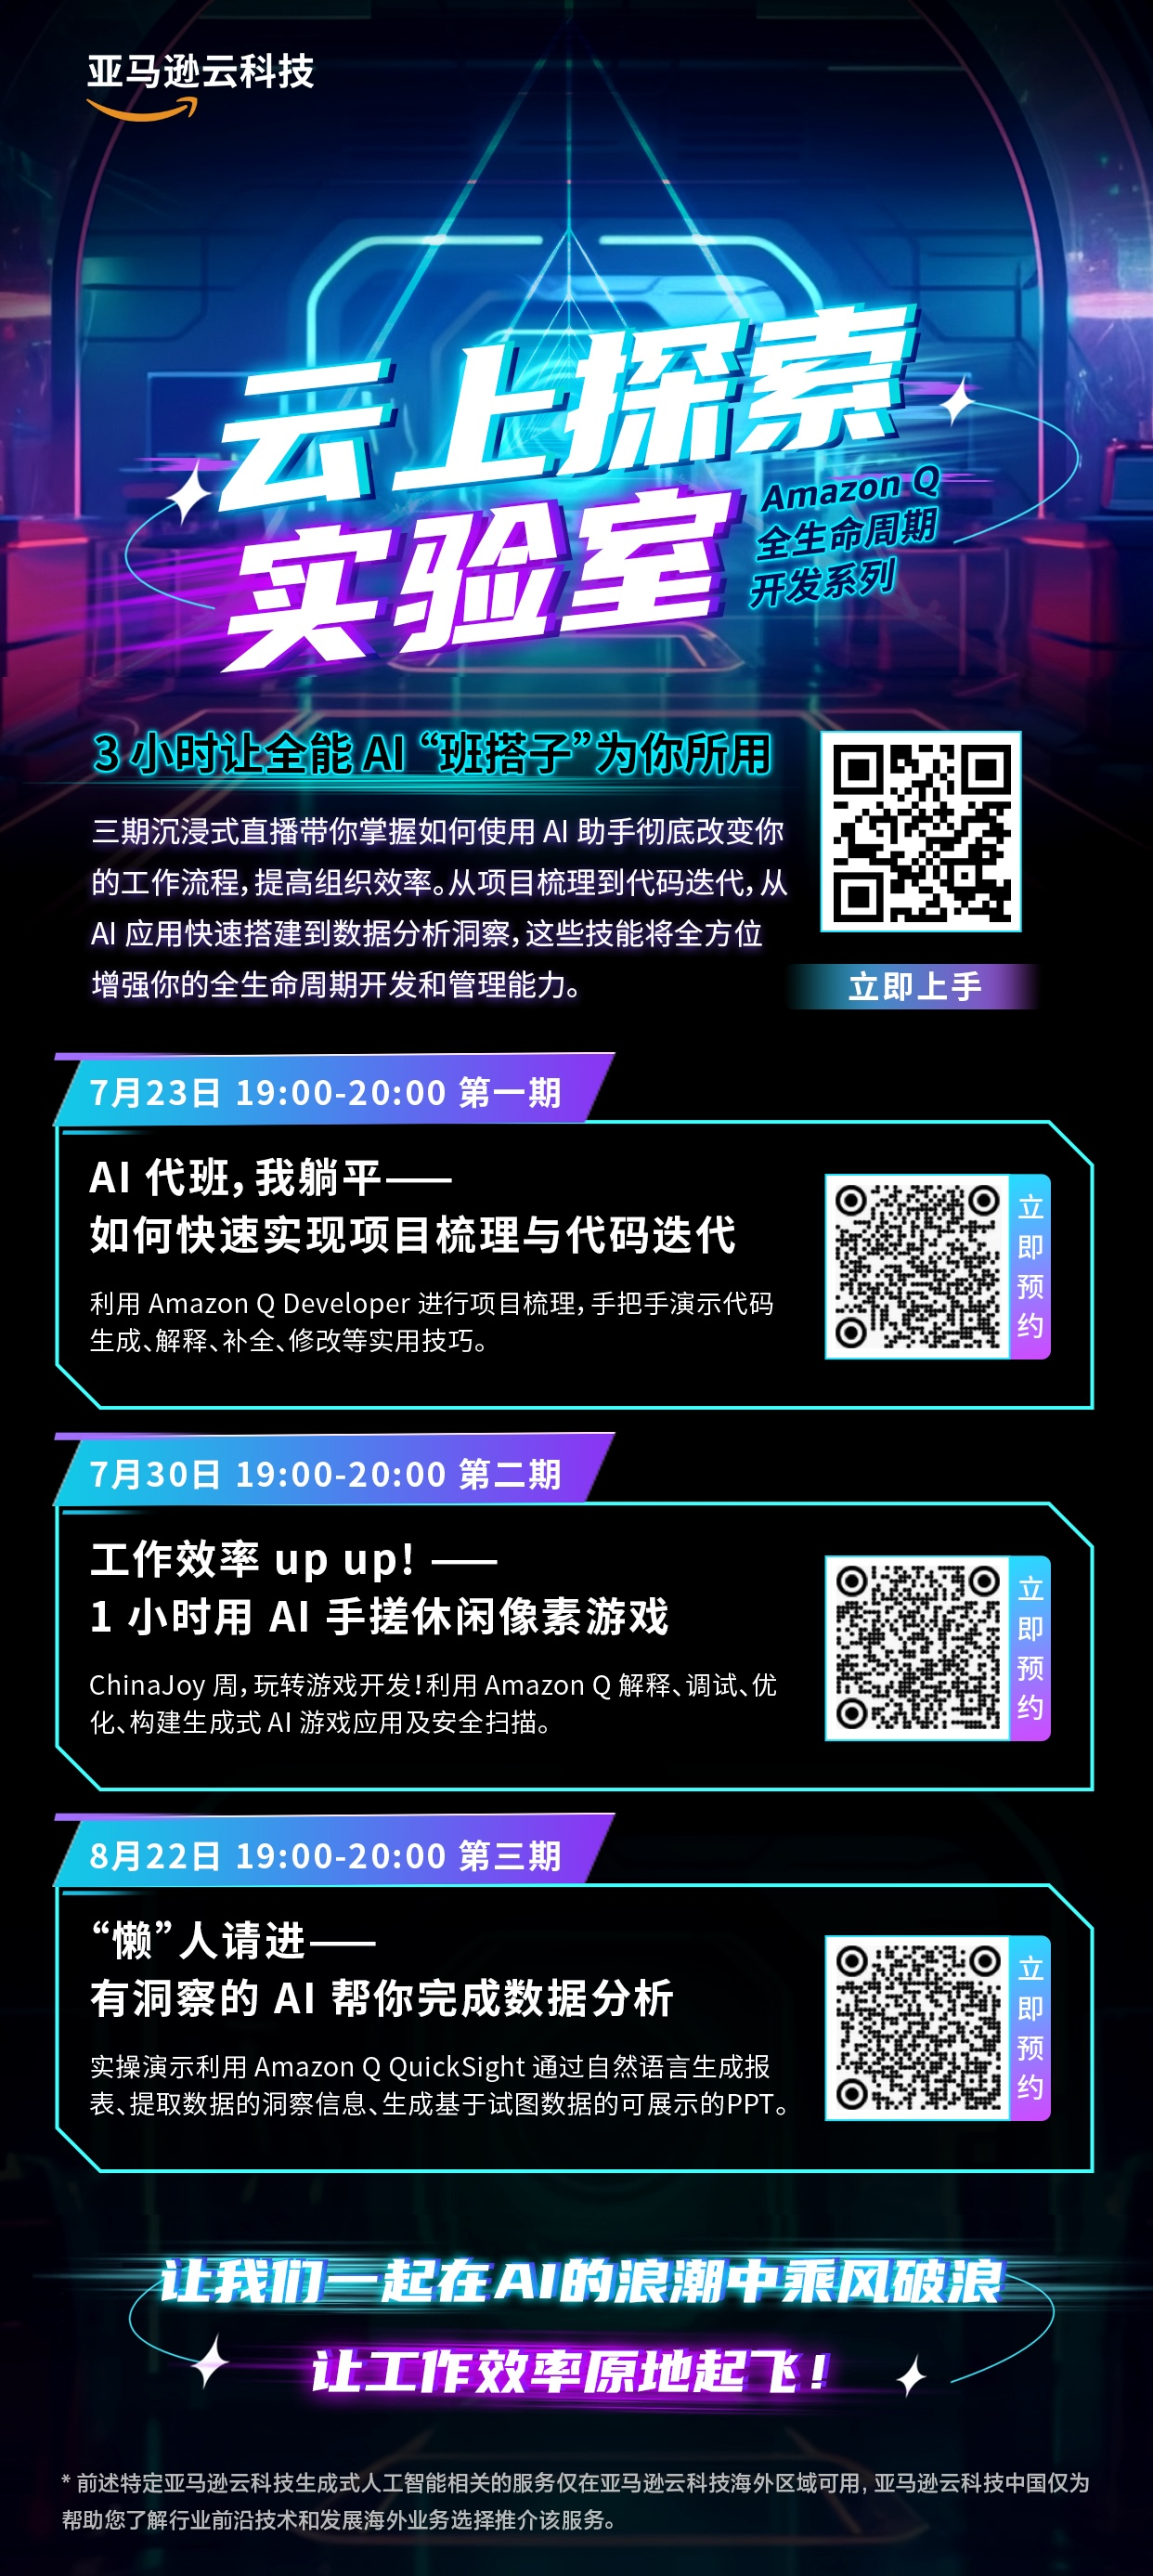 亚马逊云科技
云上探索
实验室
Amazon Q
全生命周期
开发系列
3 小时让全能 AI “班搭子”为你所用
三期沉浸式直播带你掌握如何使用 AI 助手彻底改变你
的工作流程，提高组织效率。从项目梳理到代码迭代，从
AI 应用快速搭建到数据分析洞察，这些技能将全方位
增强你的全生命周期开发和管理能力。
立即上手
7月23日 19:00-20:00 第一期
AI 代班，我躺平——
如何快速实现项目梳理与代码迭代
利用 Amazon Q Developer 进行项目梳理，手把手演示代码
生成、解释、补全、修改等实用技巧。
立即预约
7月30日 19:00-20:00 第二期
工作效率 up up！——
1 小时用 AI 手搓休闲像素游戏
ChinaJoy 周，玩转游戏开发！利用 Amazon Q 解释、调试、优
化、构建生成式 AI 游戏应用及安全扫描。
立即预约
8月22日 19:00-20:00 第三期
“懒”人请进——
有洞察的 AI 帮你完成数据分析
实操演示利用 Amazon Q QuickSight 通过自然语言生成报
表、提取数据的洞察信息、生成基于试图数据的可展示的PPT。
立即预约
让我们一起在AI的浪潮中乘风破浪
让工作效率原地起飞！
* 前述特定亚马逊云科技生成式人工智能相关的服务仅在亚马逊云科技海外区域可用，亚马逊云科技中国仅为
帮助您了解行业前沿技术和发展海外业务选择推介该服务。